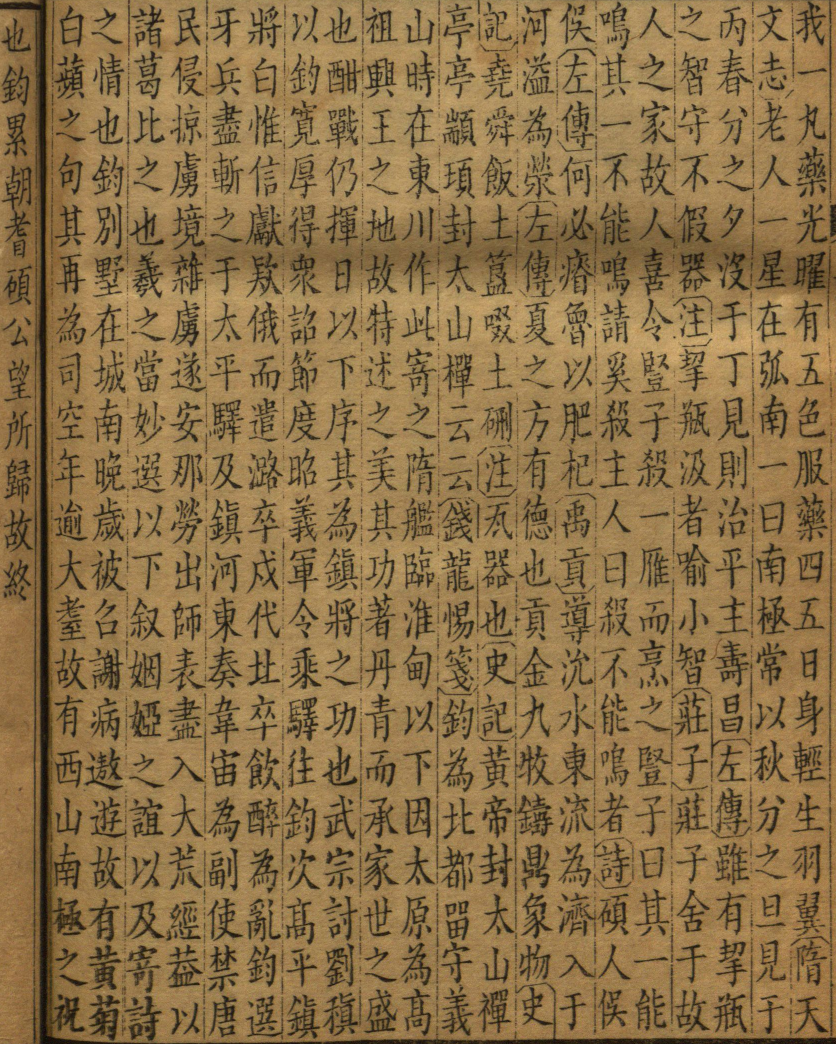 我一丸藥光曜有五色服藥四五日身輕生羽翼隋天
文志老人一星在弧南一曰南極常以秋分之旦見于
丙春分之夕沒于丁見則治平主壽昌左傳雖有挈瓶
之智守不假器注挈瓶汲者喻小智莊子莊子舍于故
人之家故人喜令豎子殺一雁而烹之豎子曰其一能
鳴其一不能鳴請奚殺主人曰殺不能鳴者詩碩人俁
俁左傳何必瘠魯以肥杞禹貢導沇水東流為濟入于
河溢為滎左傳夏之方有德也貢金九牧鑄鼎象物史
記堯舜飯土簋啜土硎注瓦器也史記黃帝封太山禪
亭亭顓頊封太山禪云云錢龍惕箋鈞為北都留守義
山時在東川作此寄之隋艦臨淮甸以下因太原為高
祖興王之地故特述之美其功著丹青而承家世之盛
也酣戰仍揮日以下序其為鎮將之功也武宗討劉稹
以鈞寬厚得衆詔節度昭義軍令乘驛往鈞次高平鎮
將白惟信獻款俄而遣潞卒戍代北卒飲醉為亂鈞選
牙兵盡斬之于太平驛及鎮河東奏韋宙為副使禁唐
民侵掠虜境雜虜遂安那勞出師表盡入大荒經蓋以
諸葛比之也羲之當妙選以下叙姻婭之誼以及寄詩
之情也鈞別墅在城南晚歲被召謝病遨遊故有黃菊
白蘋之句其再為司空年逾大耋故有西山南極之祝
也鈞累朝耆碩公望所歸故終